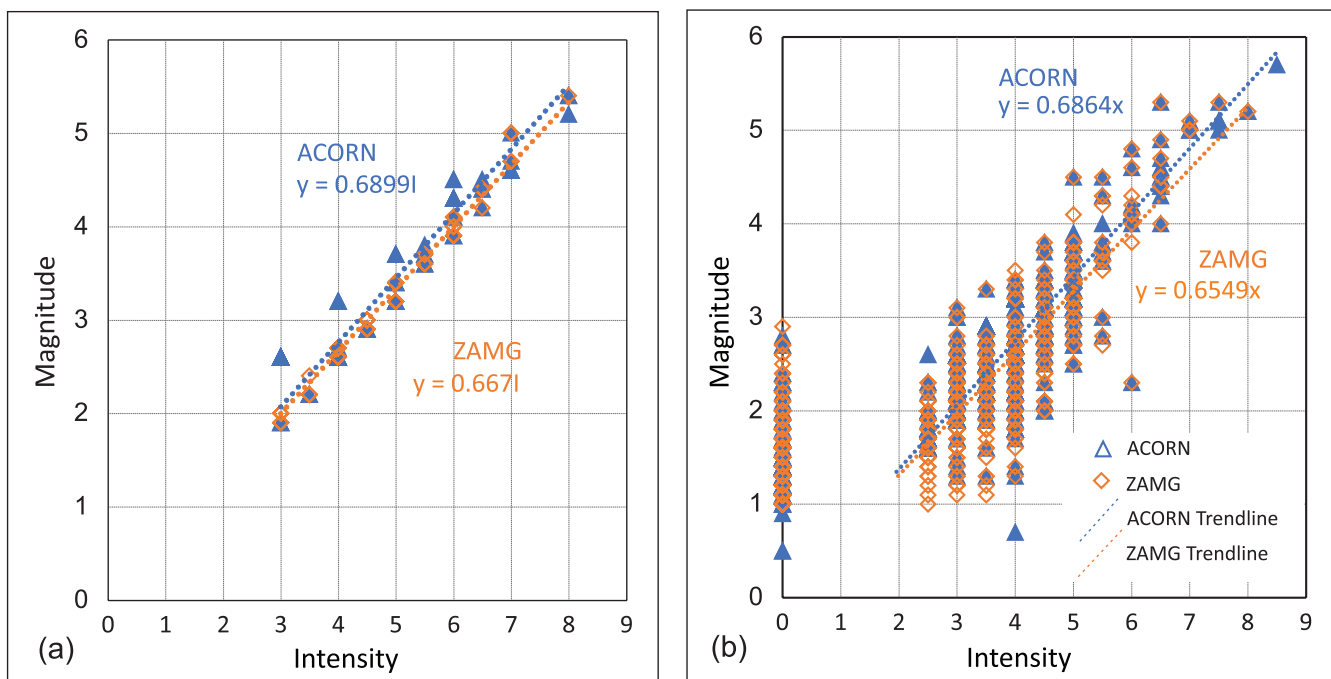 6
5
4
3
2
1
0
Magnitude
ACORN
y = 0.6899I
ZAMG
y = 0.667I
0 1 2 3 4 5 6 7 8 9
Intensity
(a)
6
5
4
3
2
1
0
Magnitude
ACORN
y = 0.6864x
ZAMG
y = 0.6549x
ACORN
ZAMG
ACORN Trendline
ZAMG Trendline
0 1 2 3 4 5 6 7 8 9
Intensity
(b)